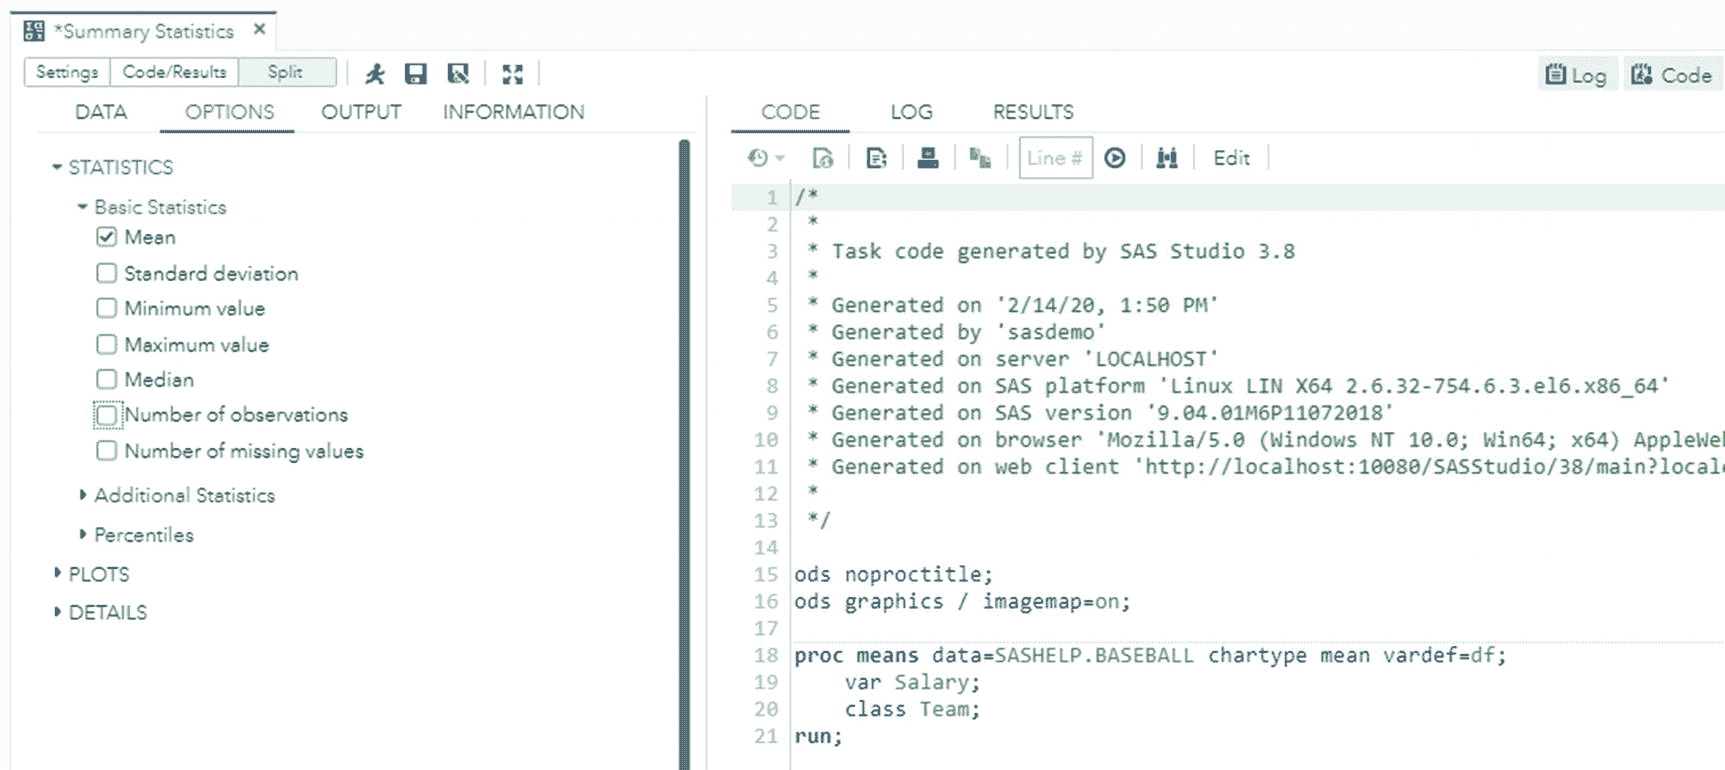 *Summary Statistics ×
Settings Code/Results Split
Log Code
DATA OPTIONS OUTPUT INFORMATION
STATISTICS
Basic Statistics
Mean
Standard deviation
Minimum value
Maximum value
Median
Number of observations
Number of missing values
Additional Statistics
Percentiles
PLOTS
DETAILS
CODE LOG RESULTS
Line # Edit
1 /*
2 *
3 * Task code generated by SAS Studio 3.8
4 *
5 * Generated on '2/14/20, 1:50 PM'
6 * Generated by 'sasdemo'
7 * Generated on server 'LOCALHOST'
8 * Generated on SAS platform 'Linux LIN X64 2.6.32-754.6.3.el6.x86_64'
9 * Generated on SAS version '9.04.01M6P11072018'
10 * Generated on browser 'Mozilla/5.0 (Windows NT 10.0; Win64; x64) AppleWeb
11 * Generated on web client 'http://localhost:10080/SASStudio/38/main?locale
12 *
13 */
14
15 ods noproctitle;
16 ods graphics / imagemap=on;
17
18 proc means data=SASHELP.BASEBALL chartype mean vardef=df;
19 var Salary;
20 class Team;
21 run;